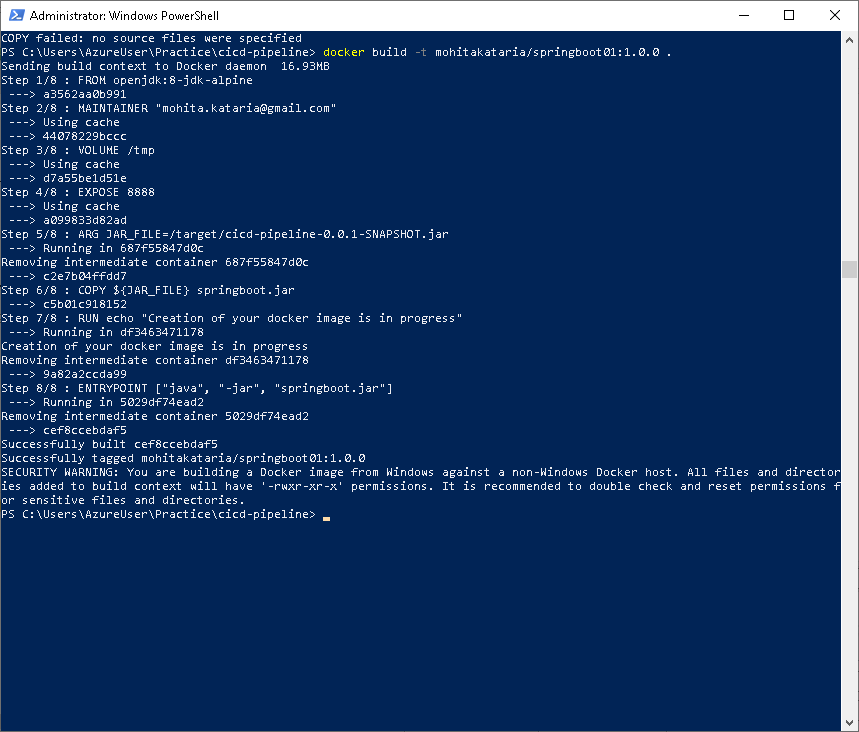 Administrator: Windows PowerShell
COPY failed: no source files were specified
PS C:\Users\AzureUser\Practice\cicd-pipeline> docker build -t mohitakataria/springboot01:1.0.0 .
Sending build context to Docker daemon  16.93MB
Step 1/8 : FROM openjdk:8-jdk-alpine
 ---> a3562aa0b991
Step 2/8 : MAINTAINER "mohita.kataria@gmail.com"
 ---> Using cache
 ---> 44078229bccc
Step 3/8 : VOLUME /tmp
 ---> Using cache
 ---> d7a55be1d51e
Step 4/8 : EXPOSE 8888
 ---> Using cache
 ---> a099833d82ad
Step 5/8 : ARG JAR_FILE=/target/cicd-pipeline-0.0.1-SNAPSHOT.jar
 ---> Running in 687f55847d0c
Removing intermediate container 687f55847d0c
 ---> c2e7b04ffdd7
Step 6/8 : COPY ${JAR_FILE} springboot.jar
 ---> c5b01c918152
Step 7/8 : RUN echo "Creation of your docker image is in progress"
 ---> Running in df3463471178
Creation of your docker image is in progress
Removing intermediate container df3463471178
 ---> 9a82a2ccda99
Step 8/8 : ENTRYPOINT ["java", "-jar", "springboot.jar"]
 ---> Running in 5029df74ead2
Removing intermediate container 5029df74ead2
 ---> cef8ccebdaf5
Successfully built cef8ccebdaf5
Successfully tagged mohitakataria/springboot01:1.0.0
SECURITY WARNING: You are building a Docker image from Windows against a non-Windows Docker host. All files and director
ies added to build context will have '-rwxr-xr-x' permissions. It is recommended to double check and reset permissions f
or sensitive files and directories.
PS C:\Users\AzureUser\Practice\cicd-pipeline>